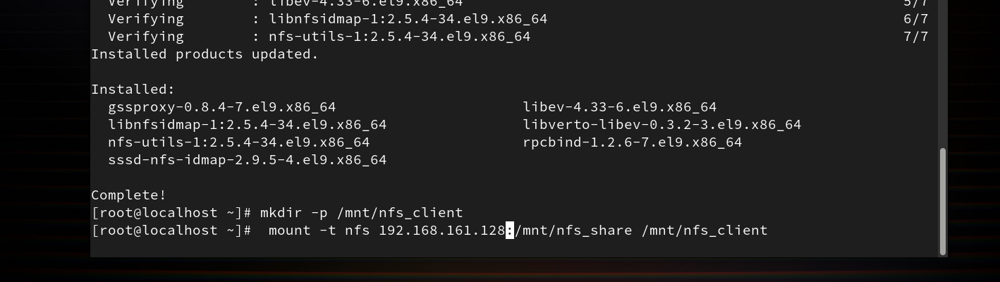 Verifying : libev-4.33-6.el9.x86_64 5/7
Verifying : libnfsidmap-1:2.5.4-34.el9.x86_64 6/7
Verifying : nfs-utils-1:2.5.4-34.el9.x86_64 7/7
Installed products updated.
Installed:
gssproxy-0.8.4-7.el9.x86_64 libev-4.33-6.el9.x86_64
libnfsidmap-1:2.5.4-34.el9.x86_64 libverto-libev-0.3.2-3.el9.x86_64
nfs-utils-1:2.5.4-34.el9.x86_64 rpcbind-1.2.6-7.el9.x86_64
sssd-nfs-idmap-2.9.5-4.el9.x86_64
Complete!
[root@localhost ~]# mkdir -p /mnt/nfs_client
[root@localhost ~]#  mount -t nfs 192.168.161.128:/mnt/nfs_share /mnt/nfs_client